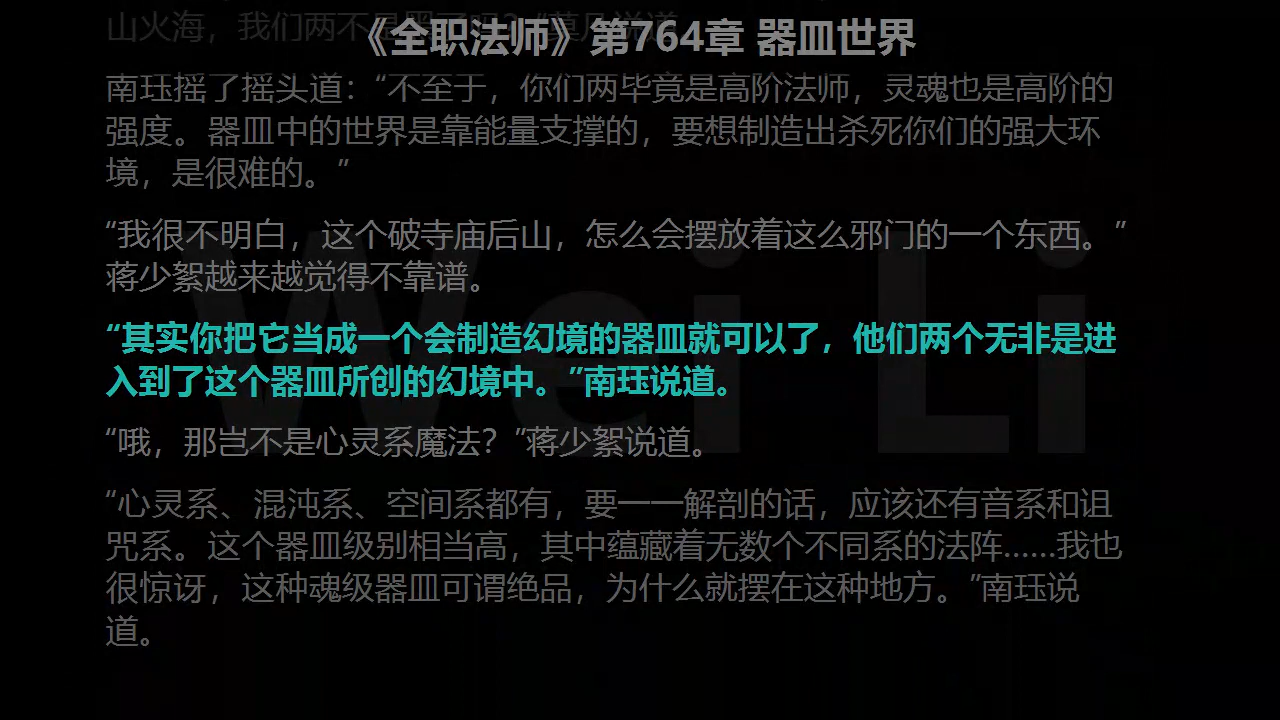 《全职法师》第764章 器皿世界
山火海，我们两不是
南珏摇了摇头道：“不至于，你们两毕竟是高阶法师，灵魂也是高阶的
强度。器皿中的世界是靠能量支撑的，要想制造出杀死你们的强大环
境，是很难的。”
“我很不明白，这个破寺庙后山，怎么会摆放着这么邪门的一个东西。”
蒋少絮越来越觉得不靠谱。
“其实你把它当成一个会制造幻境的器皿就可以了，他们两个无非是进
入到了这个器皿所创的幻境中。”南珏说道。
“哦，那岂不是心灵系魔法？”蒋少絮说道。
“心灵系、混沌系、空间系都有，要一一解剖的话，应该还有音系和诅
咒系。这个器皿级别相当高，其中蕴藏着无数个不同系的法阵……我也
很惊讶，这种魂级器皿可谓绝品，为什么就摆在这种地方。”南珏说
道。
Wei Li